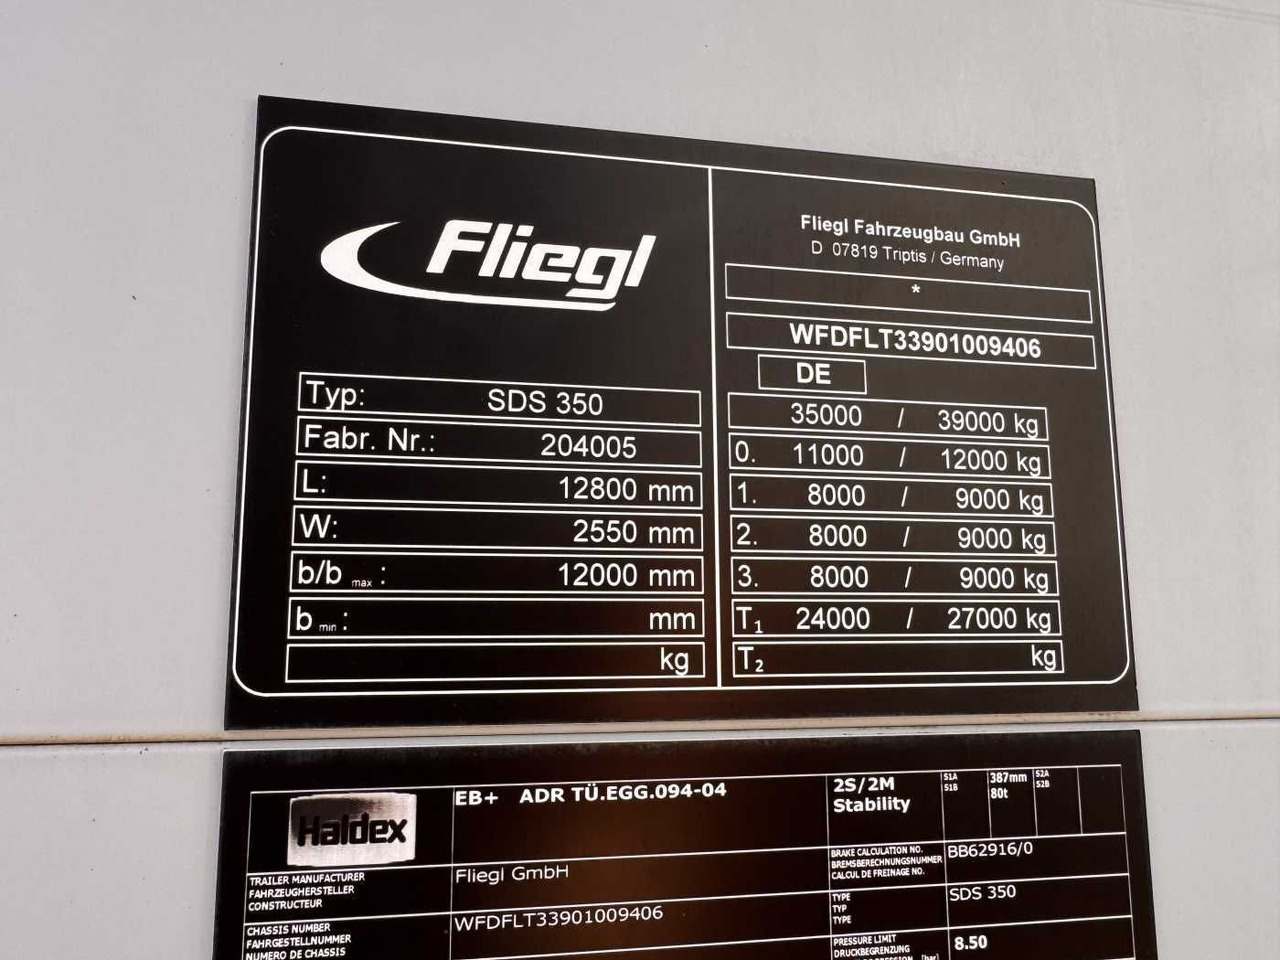 Fliegl
Typ: SDS 350
Fabr. Nr.: 204005
L: 12800 mm
W: 2550 mm
b/b max : 12000 mm
b min : mm
kg
Fliegl Fahrzeugbau GmbH
D 07819 Triptis / Germany
*
WFDFLT33901009406
DE
35000 / 39000 kg
0. 11000 / 12000 kg
1. 8000 / 9000 kg
2. 8000 / 9000 kg
3. 8000 / 9000 kg
T1 24000 / 27000 kg
T2 kg
Haldex
EB+ ADR TÜ.EGG.094-04
2S/2M
Stability
S1A
S1B
387mm
80t
S2A
S2B
TRAILER MANUFACTURER
FAHRZEUGHERSTELLER
CONSTRUCTEUR
Fliegl GmbH
BRAKE CALCULATION NO.
BREMSBERECHNUNGSNUMMER
CALCUL DE FREINAGE NO.
BB62916/0
CHASSIS NUMBER
FAHRGESTELLNUMMER
NUMERO DE CHASSIS
WFDFLT33901009406
TYPE
TYP
TYPE
SDS 350
PRESSURE LIMIT
DRUCKBEGRENZUNG
[bar]
8.50